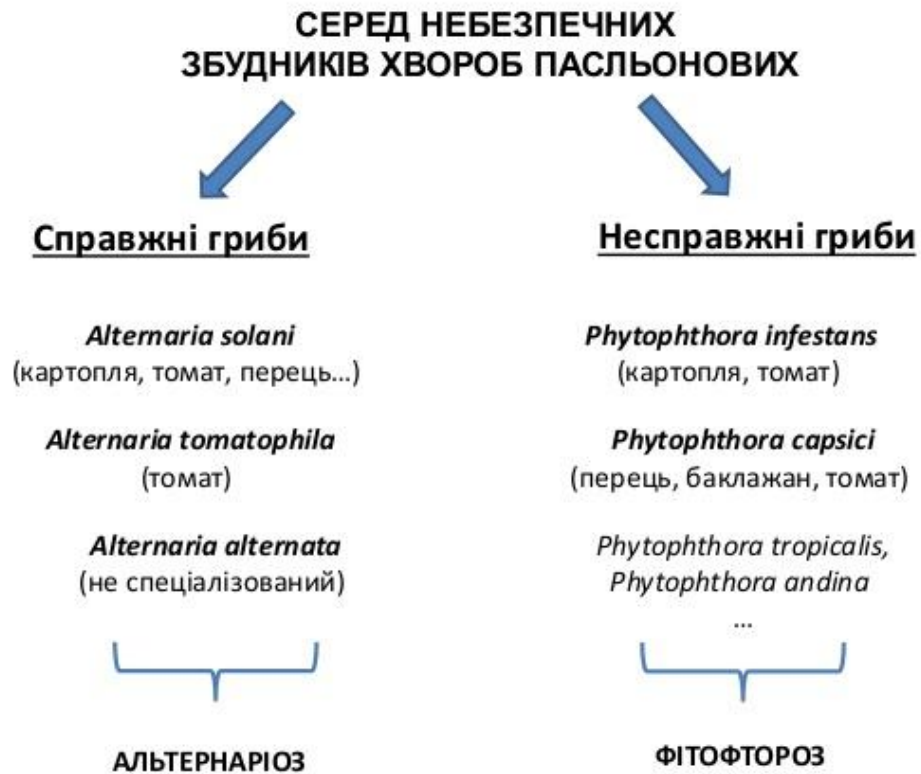 СЕРЕД НЕБЕЗПЕЧНИХ
ЗБУДНИКІВ ХВОРОБ ПАСЛЬОНОВИХ
Справжні гриби
Alternaria solani
(картопля, томат, перець...)
Alternaria tomatophila
(томат)
Alternaria alternata
(не спеціалізований)
АЛЬТЕРНАРІОЗ
Несправжні гриби
Phytophthora infestans
(картопля, томат)
Phytophthora capsici
(перець, баклажан, томат)
Phytophthora tropicalis,
Phytophthora andina
...
ФІТОФТОРОЗ